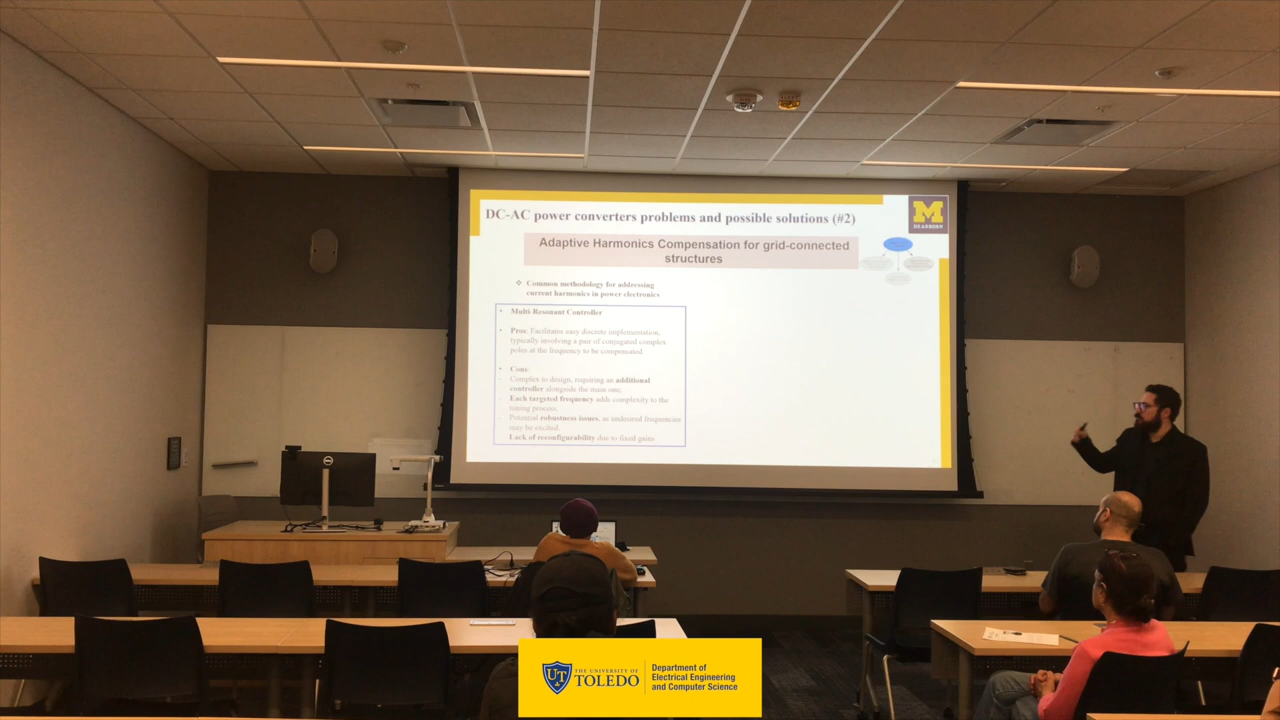 DC-AC power converters problems and possible solutions (#2)
M
DEARBORN
Adaptive Harmonics Compensation for grid-connected
structures
❖ Common methodology for addressing
current harmonics in power electronics
• Multi-Resonant Controller
• Pros: Facilitates easy discrete implementation,
typically involving a pair of conjugated complex
poles at the frequency to be compensated.
• Cons:
- Complex to design, requiring an additional
controller alongside the main one;
- Each targeted frequency adds complexity to the
tuning process.
- Potential robustness issues, as undesired frequencies
may be excited.
- Lack of reconfigurability due to fixed gains
DELL
UT
THE UNIVERSITY OF
TOLEDO
Department of
Electrical Engineering
and Computer Science